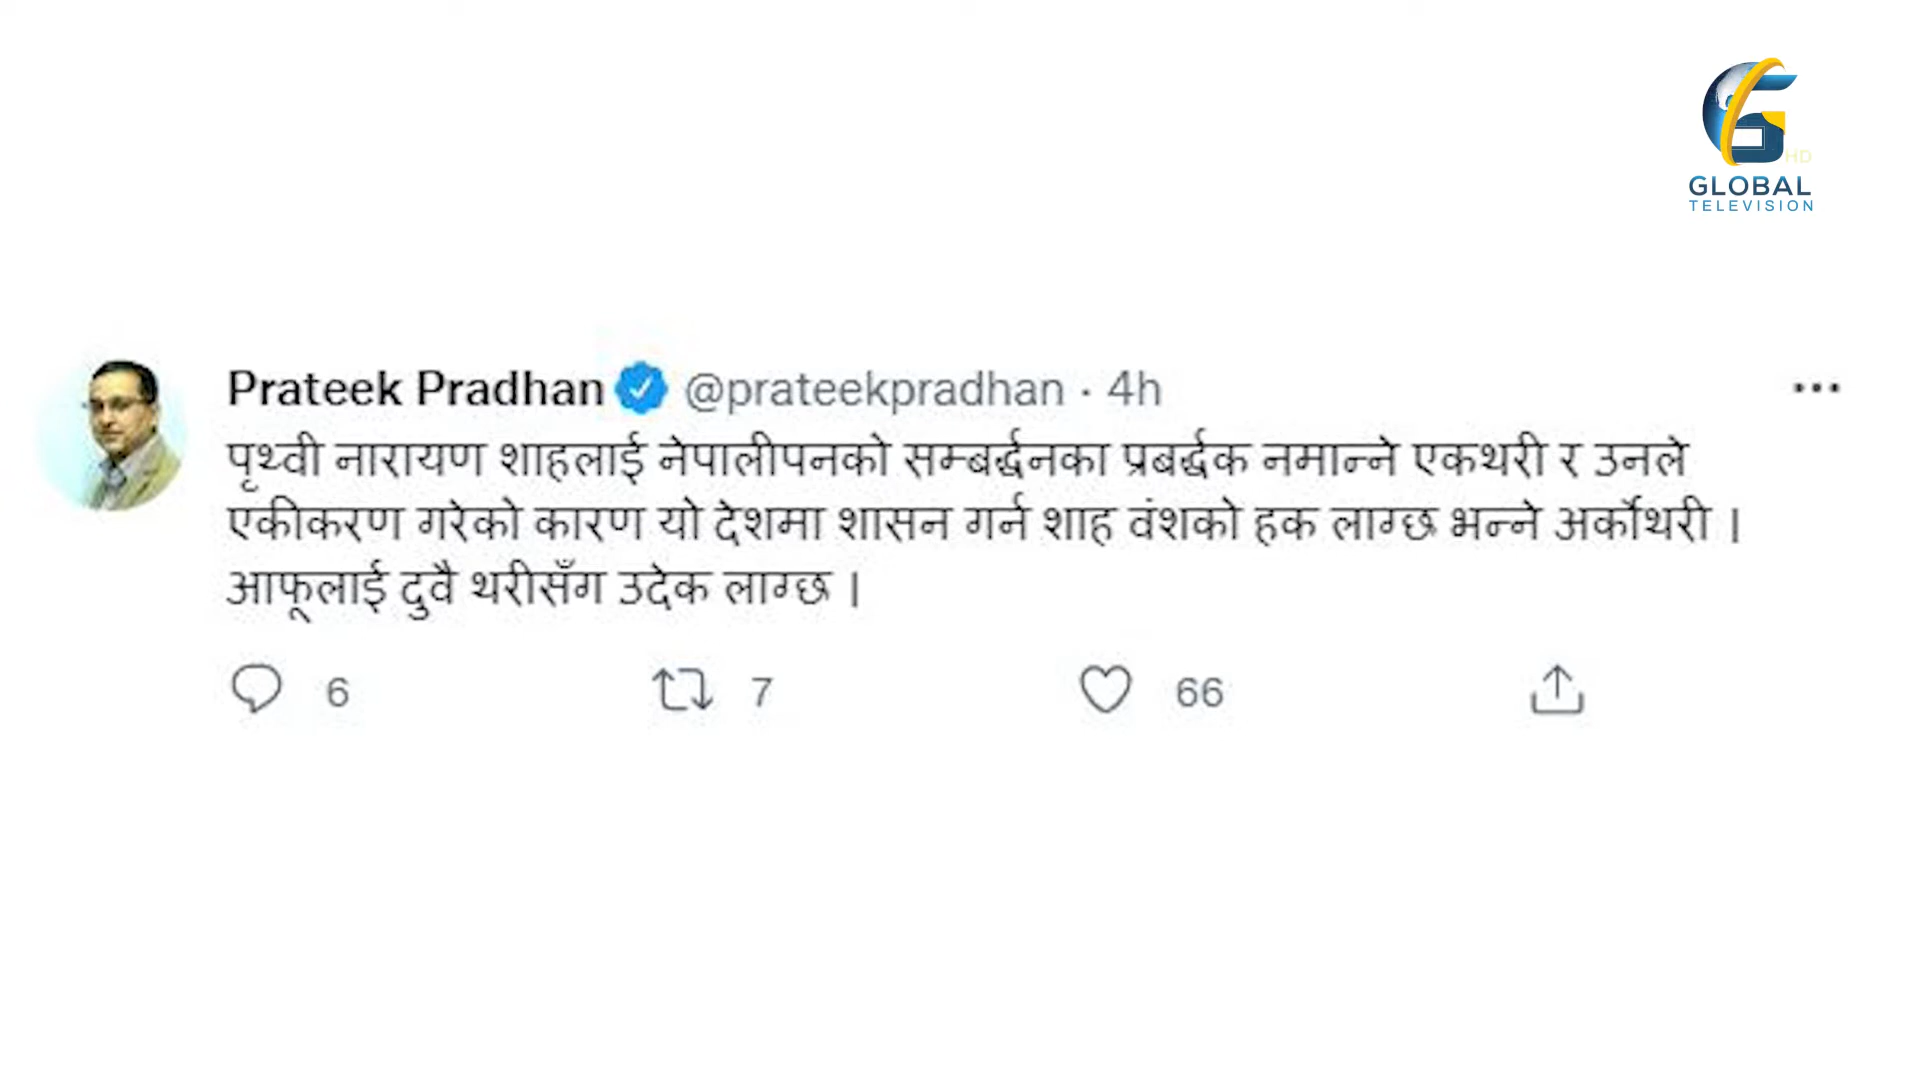 HD
GLOBAL
TELEVISION
Prateek Pradhan @prateekpradhan · 4h
पृथ्वी नारायण शाहलाई नेपालीपनको सम्बर्द्धनका प्रबर्द्धक नमान्ने एकथरी र उनले
एकीकरण गरेको कारण यो देशमा शासन गर्न शाह वंशको हक लाग्छ भन्ने अर्कोथरी ।
आफूलाई दुवै थरीसँग उदेक लाग्छ ।
6 7 66